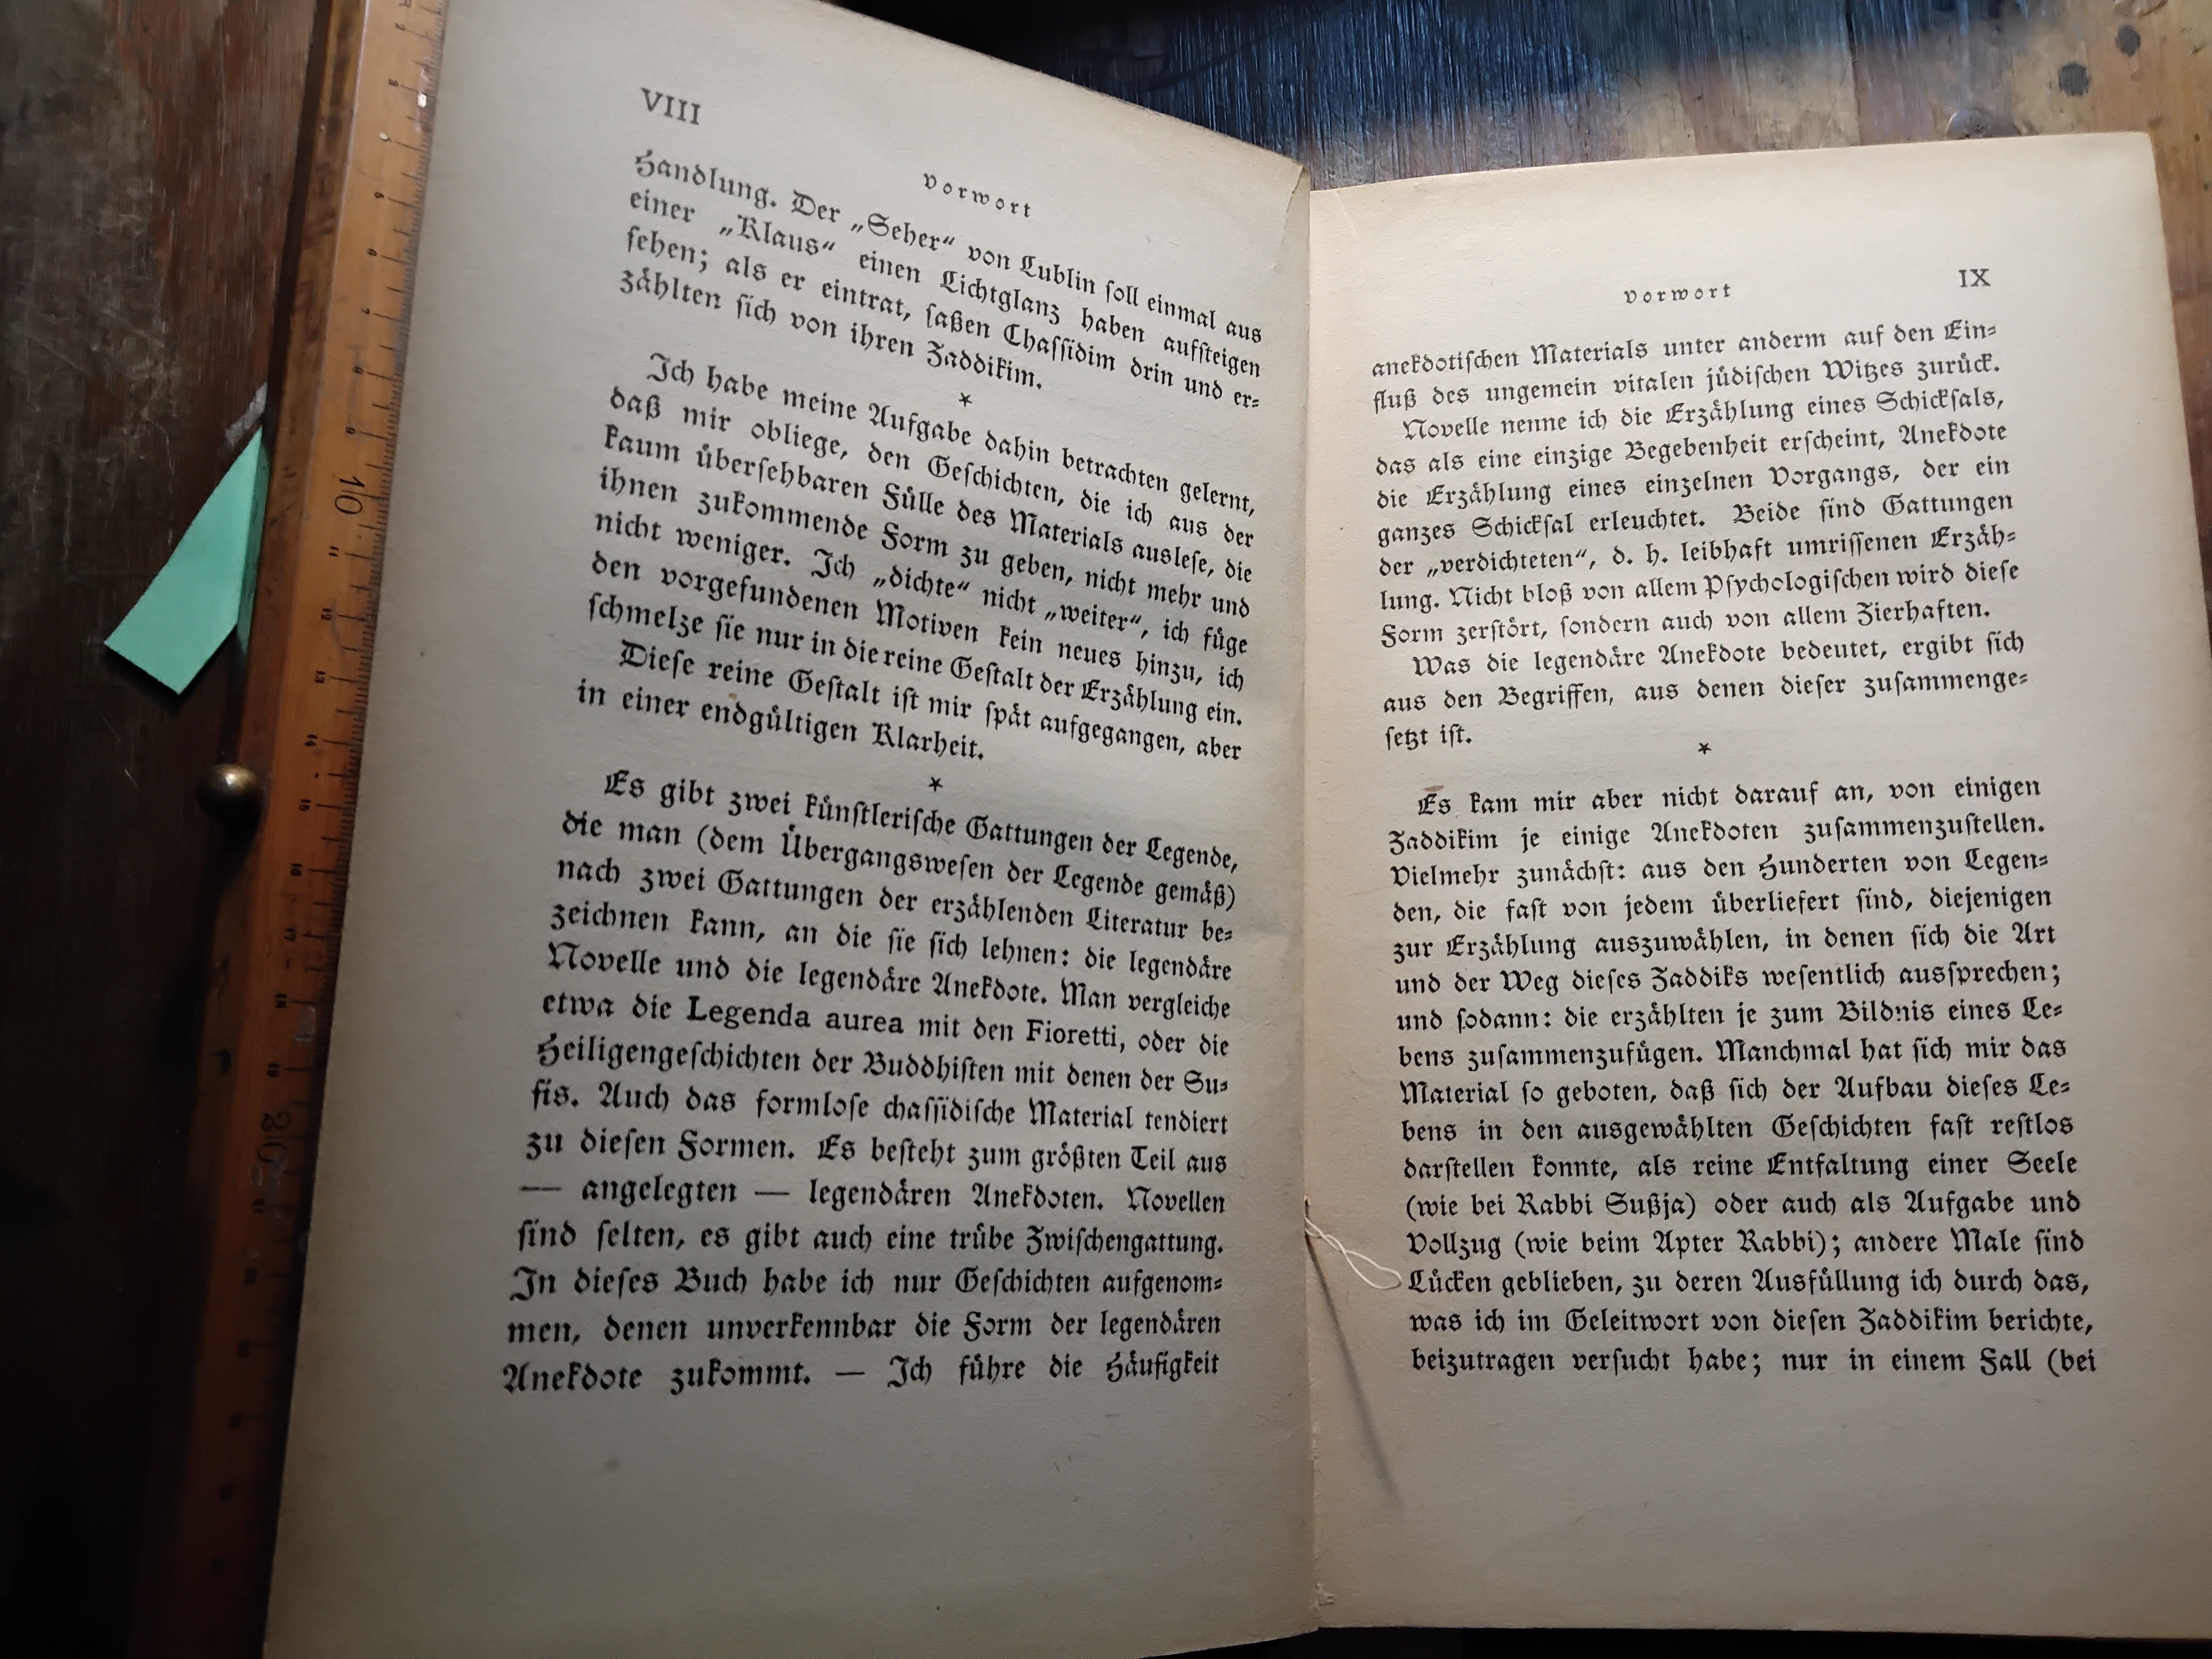 VIII
Vorwort
Handlung. Der „Seher“ von Lublin soll einmal aus
einer „Klaus“ einen Lichtglanz haben aufsteigen
sehen; als er eintrat, saßen Chassidim drin und er-
zählten sich von ihren Zaddikim.
*
Ich habe meine Aufgabe dahin betrachten gelernt,
daß mir obliege, den Geschichten, die ich aus der
kaum übersehbaren Fülle des Materials auslese, die
ihnen zukommende Form zu geben, nicht mehr und
nicht weniger. Ich „dichte“ nicht „weiter“, ich füge
den vorgefundenen Motiven kein neues hinzu, ich
schmelze sie nur in die reine Gestalt der Erzählung ein.
Diese reine Gestalt ist mir spät aufgegangen, aber
in einer endgültigen Klarheit.
*
Es gibt zwei künstlerische Gattungen der Legende,
die man (dem Übergangswesen der Legende gemäß)
nach zwei Gattungen der erzählenden Literatur be-
zeichnen kann, an die sie sich lehnen: die legendäre
Novelle und die legendäre Anekdote. Man vergleiche
etwa die Legenda aurea mit den Fioretti, oder die
Heiligengeschichten der Buddhisten mit denen der Su-
fis. Auch das formlose chassidische Material tendiert
zu diesen Formen. Es besteht zum größten Teil aus
— angelegten — legendären Anekdoten. Novellen
sind selten, es gibt auch eine trübe Zwischengattung.
In dieses Buch habe ich nur Geschichten aufgenom-
men, denen unverkennbar die Form der legendären
Anekdote zukommt. — Ich führe die Häufigkeit
Vorwort
IX
anekdotischen Materials unter anderm auf den Ein-
fluß des ungemein vitalen jüdischen Witzes zurück.
Novelle nenne ich die Erzählung eines Schicksals,
das als eine einzige Begebenheit erscheint, Anekdote
die Erzählung eines einzelnen Vorgangs, der ein
ganzes Schicksal erleuchtet. Beide sind Gattungen
der „verdichteten“, d. h. leibhaft umrissenen Erzäh-
lung. Nicht bloß von allem Psychologischen wird diese
Form zerstört, sondern auch von allem Zierhaften.
Was die legendäre Anekdote bedeutet, ergibt sich
aus den Begriffen, aus denen dieser zusammenge-
setzt ist.
*
Es kam mir aber nicht darauf an, von einigen
Zaddikim je einige Anekdoten zusammenzustellen.
Vielmehr zunächst: aus den Hunderten von Legen-
den, die fast von jedem überliefert sind, diejenigen
zur Erzählung auszuwählen, in denen sich die Art
und der Weg dieses Zaddiks wesentlich aussprechen;
und sodann: die erzählten je zum Bildnis eines Le-
bens zusammenzufügen. Manchmal hat sich mir das
Material so geboten, daß sich der Aufbau dieses Le-
bens in den ausgewählten Geschichten fast restlos
darstellen konnte, als reine Entfaltung einer Seele
(wie bei Rabbi Sußja) oder auch als Aufgabe und
Vollzug (wie beim Apter Rabbi); andere Male sind
Lücken geblieben, zu deren Ausfüllung ich durch das,
was ich im Geleitwort von diesen Zaddikim berichte,
beizutragen versucht habe; nur in einem Fall (bei
10
11
12
13
14
15
16
17
18
19
20